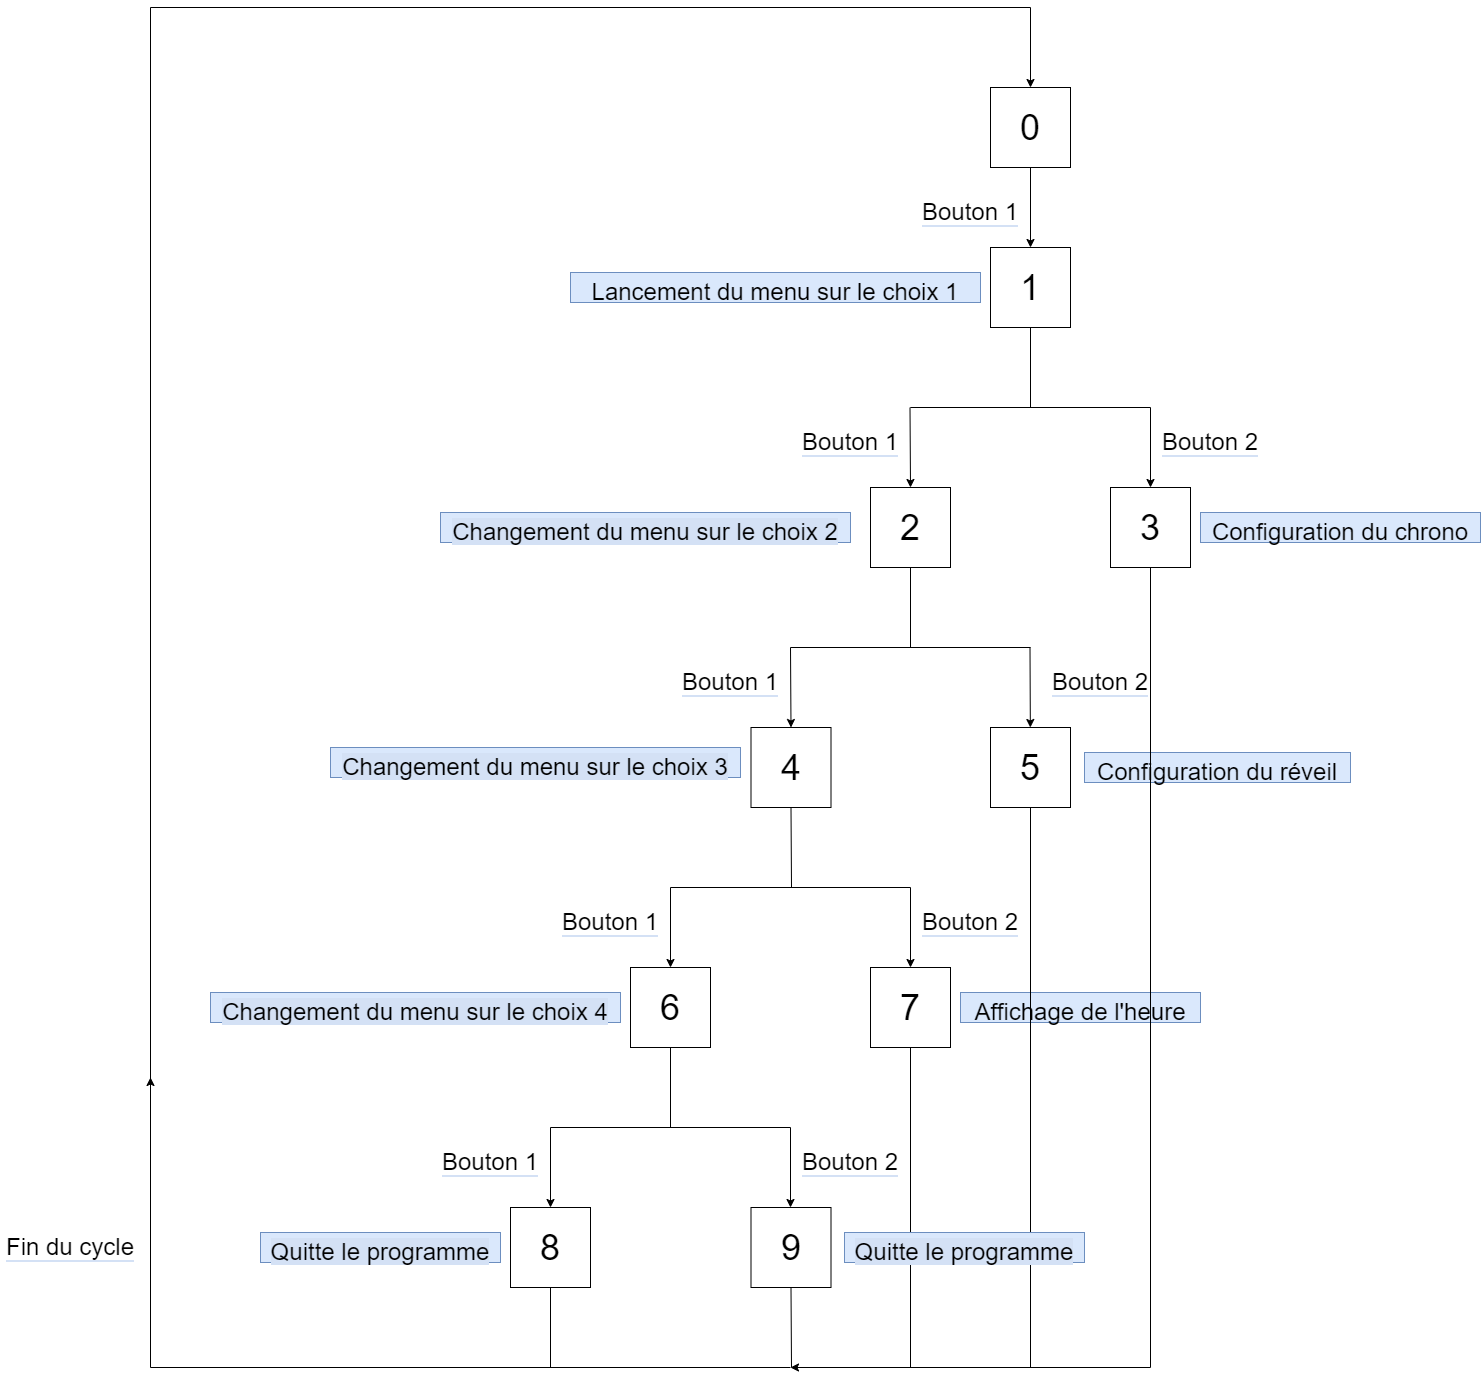 0
Bouton 1
Lancement du menu sur le choix 1
1
Bouton 1
Bouton 2
Changement du menu sur le choix 2
2
3
Configuration du chrono
Bouton 1
Bouton 2
Changement du menu sur le choix 3
4
5
Configuration du réveil
Bouton 1
Bouton 2
Changement du menu sur le choix 4
6
7
Affichage de l'heure
Bouton 1
Bouton 2
Fin du cycle
Quitte le programme
8
9
Quitte le programme